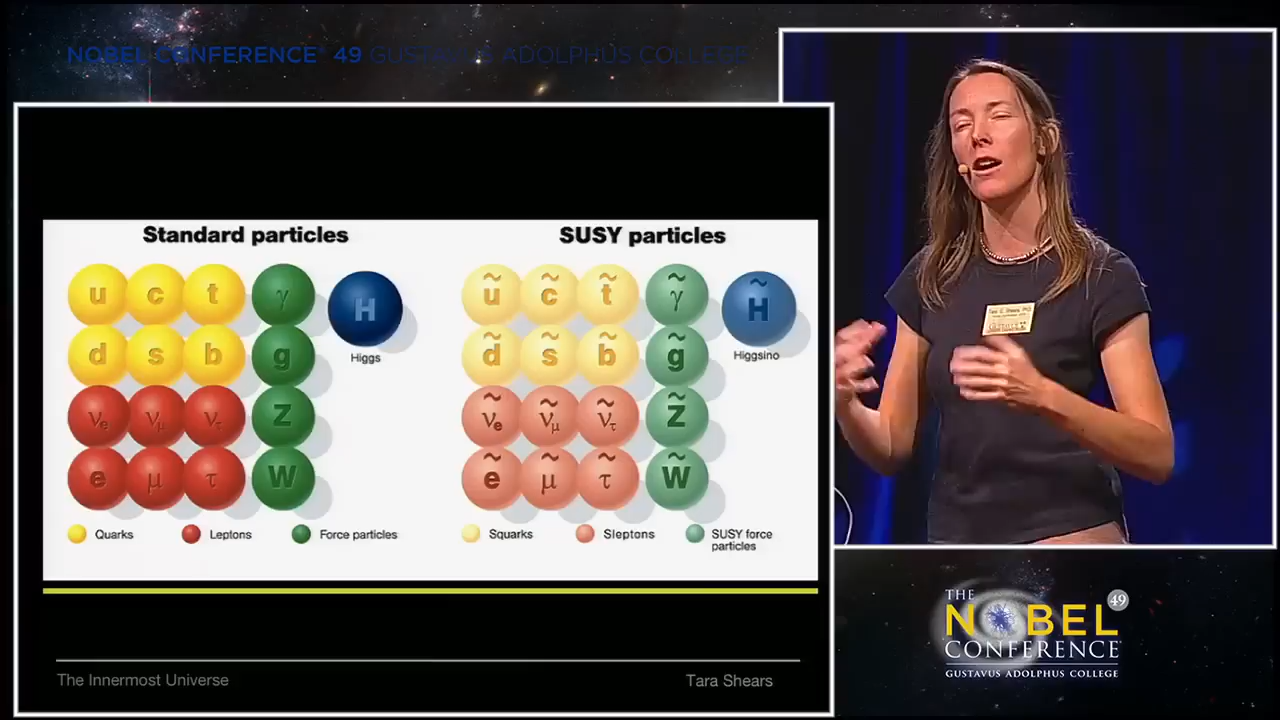 NOBEL CONFERENCE® 49 GUSTAVUS ADOLPHUS COLLEGE
Standard particles
SUSY particles
u c t γ H
d s b g
Higgs
νe νμ ντ Z
e μ τ W
Quarks Leptons Force particles
ũ c̃ t̃ γ̃ H̃
d̃ s̃ b̃ g̃
Higgsino
ν̃e ν̃μ ν̃τ Z̃
ẽ μ̃ τ̃ W̃
Squarks Sleptons SUSY force
particles
The Innermost Universe
Tara Shears
THE
49
NOBEL
CONFERENCE
GUSTAVUS ADOLPHUS COLLEGE